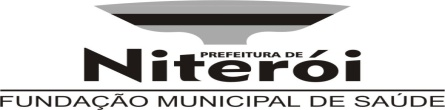 PREFEITURA DE
Niterói
FUNDAÇÃO MUNICIPAL DE SAÚDE